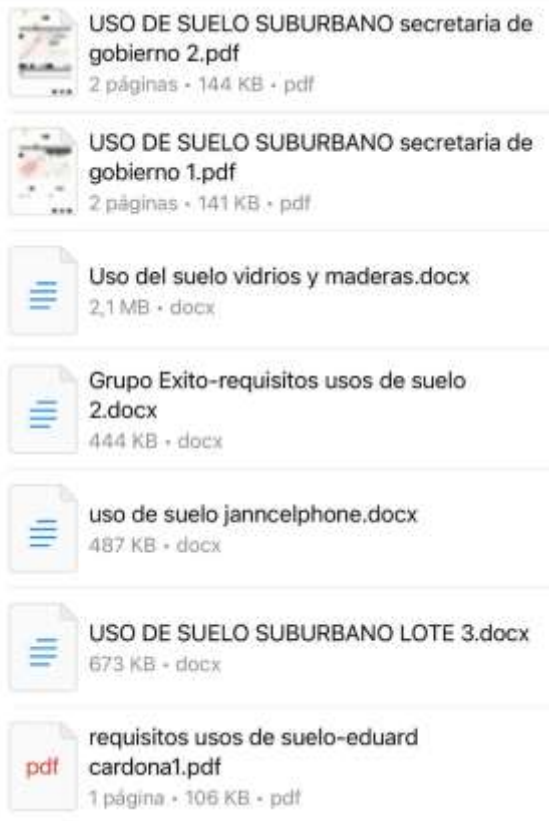 USO DE SUELO SUBURBANO secretaria de
gobierno 2.pdf
2 páginas • 144 KB • pdf
USO DE SUELO SUBURBANO secretaria de
gobierno 1.pdf
2 páginas • 141 KB • pdf
Uso del suelo vidrios y maderas.docx
2,1 MB • docx
Grupo Exito-requisitos usos de suelo
2.docx
444 KB • docx
uso de suelo janncelphone.docx
487 KB • docx
USO DE SUELO SUBURBANO LOTE 3.docx
673 KB • docx
requisitos usos de suelo-eduard
cardona1.pdf
pdf
1 página • 106 KB • pdf